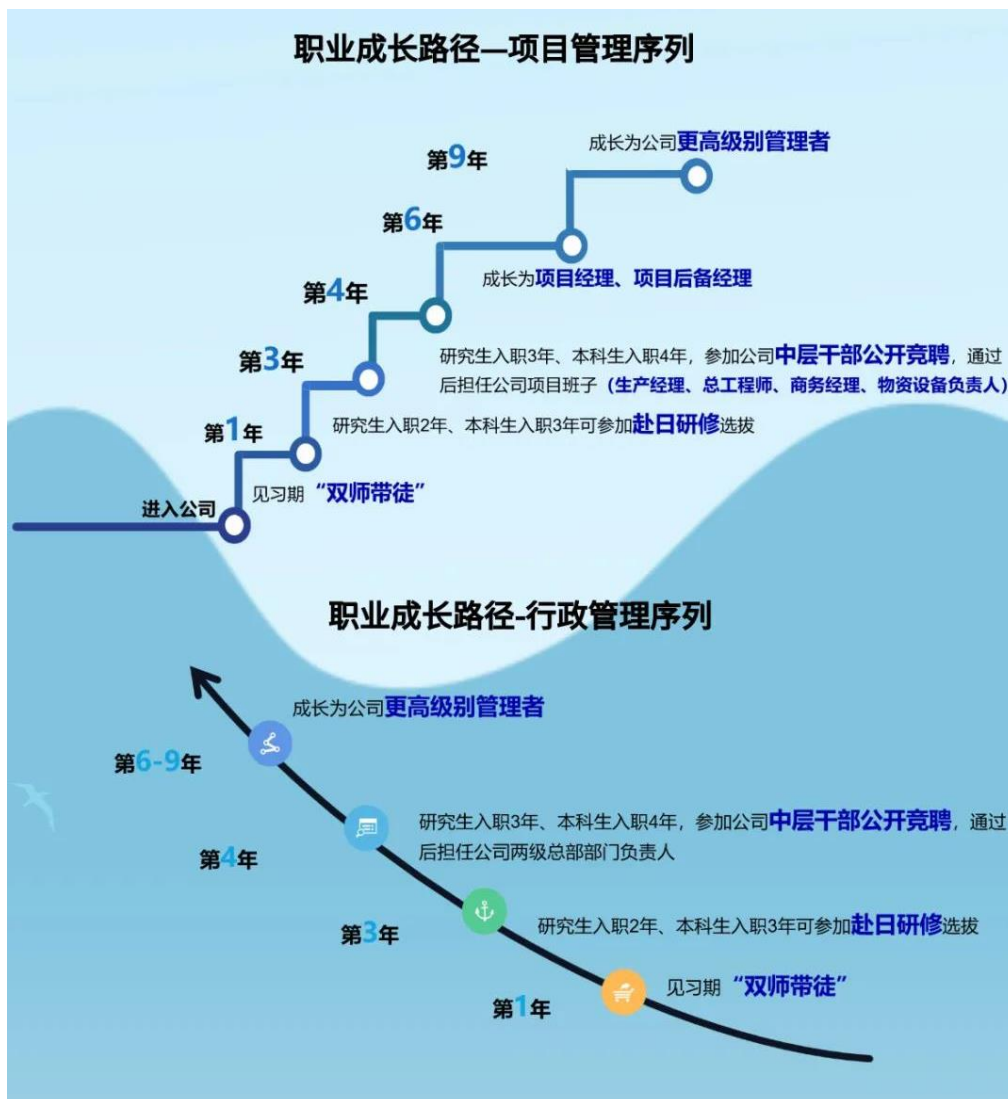 职业成长路径—项目管理序列
成长为公司更高级别管理者
第9年
第6年
成长为项目经理、项目后备经理
第4年
研究生入职3年、本科生入职4年，参加公司中层干部公开竞聘，通过
后担任公司项目班子（生产经理、总工程师、商务经理、物资设备负责人）
第3年
研究生入职2年、本科生入职3年可参加赴日研修选拔
第1年
见习期“双师带徒”
进入公司
职业成长路径-行政管理序列
成长为公司更高级别管理者
第6-9年
研究生入职3年、本科生入职4年，参加公司中层干部公开竞聘，通过
后担任公司两级总部部门负责人
第4年
研究生入职2年、本科生入职3年可参加赴日研修选拔
第3年
见习期“双师带徒”
第1年